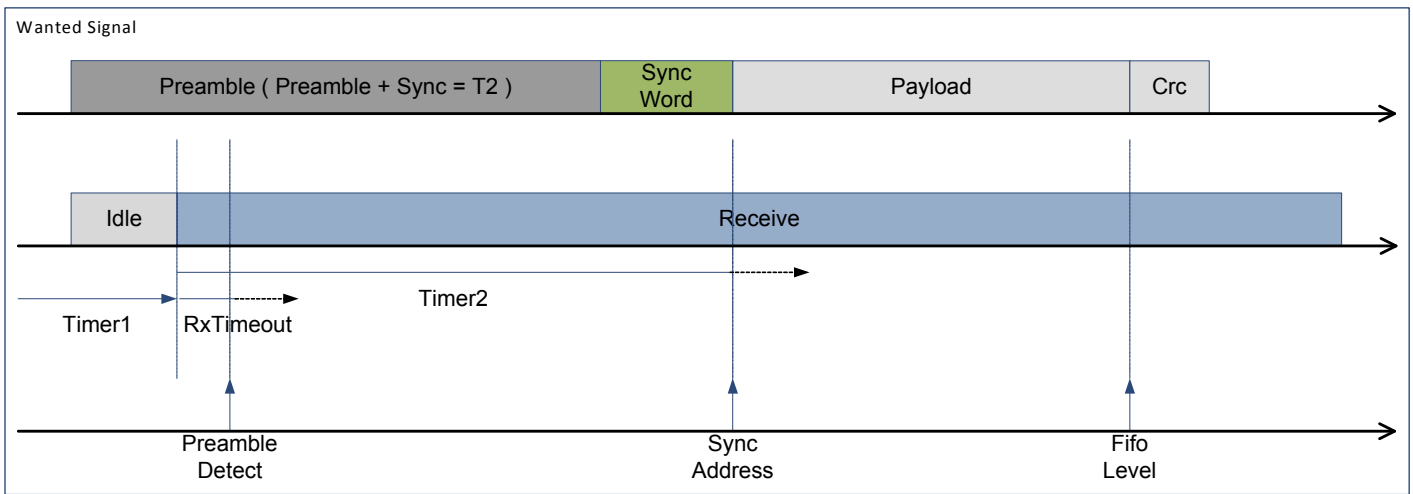 Wanted Signal
Preamble ( Preamble + Sync = T2 )
Sync
Word
Payload
Crc
Idle
Receive
Timer2
Timer1
RxTimeout
Preamble
Detect
Sync
Address
Fifo
Level